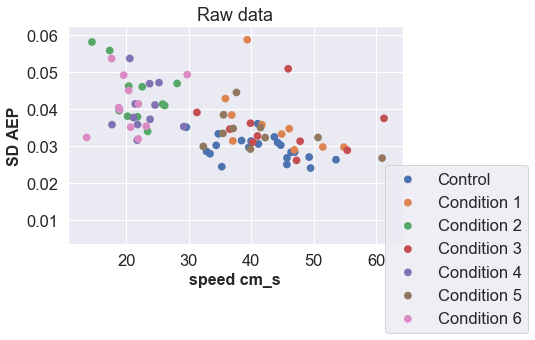 Raw data
0.06
0.05
0.04
0.03
0.02
0.01
SD AEP
20 30 40 50 60
speed cm_s
Control
Condition 1
Condition 2
Condition 3
Condition 4
Condition 5
Condition 6